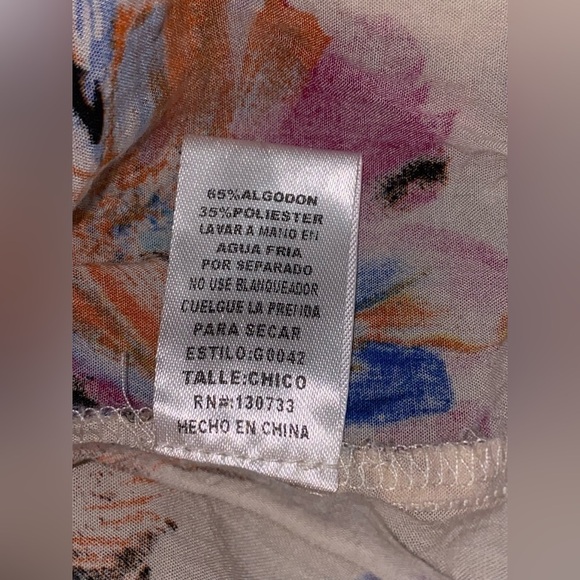 65%ALGODON
35%POLIESTER
LAVAR A MANO EN
AGUA FRIA
POR SEPARADO
NO USE BLANQUEADOR
CUELGUE LA PRENDA
PARA SECAR
ESTILO:G0042
TALLE:CHICO
RN#:130733
HECHO EN CHINA